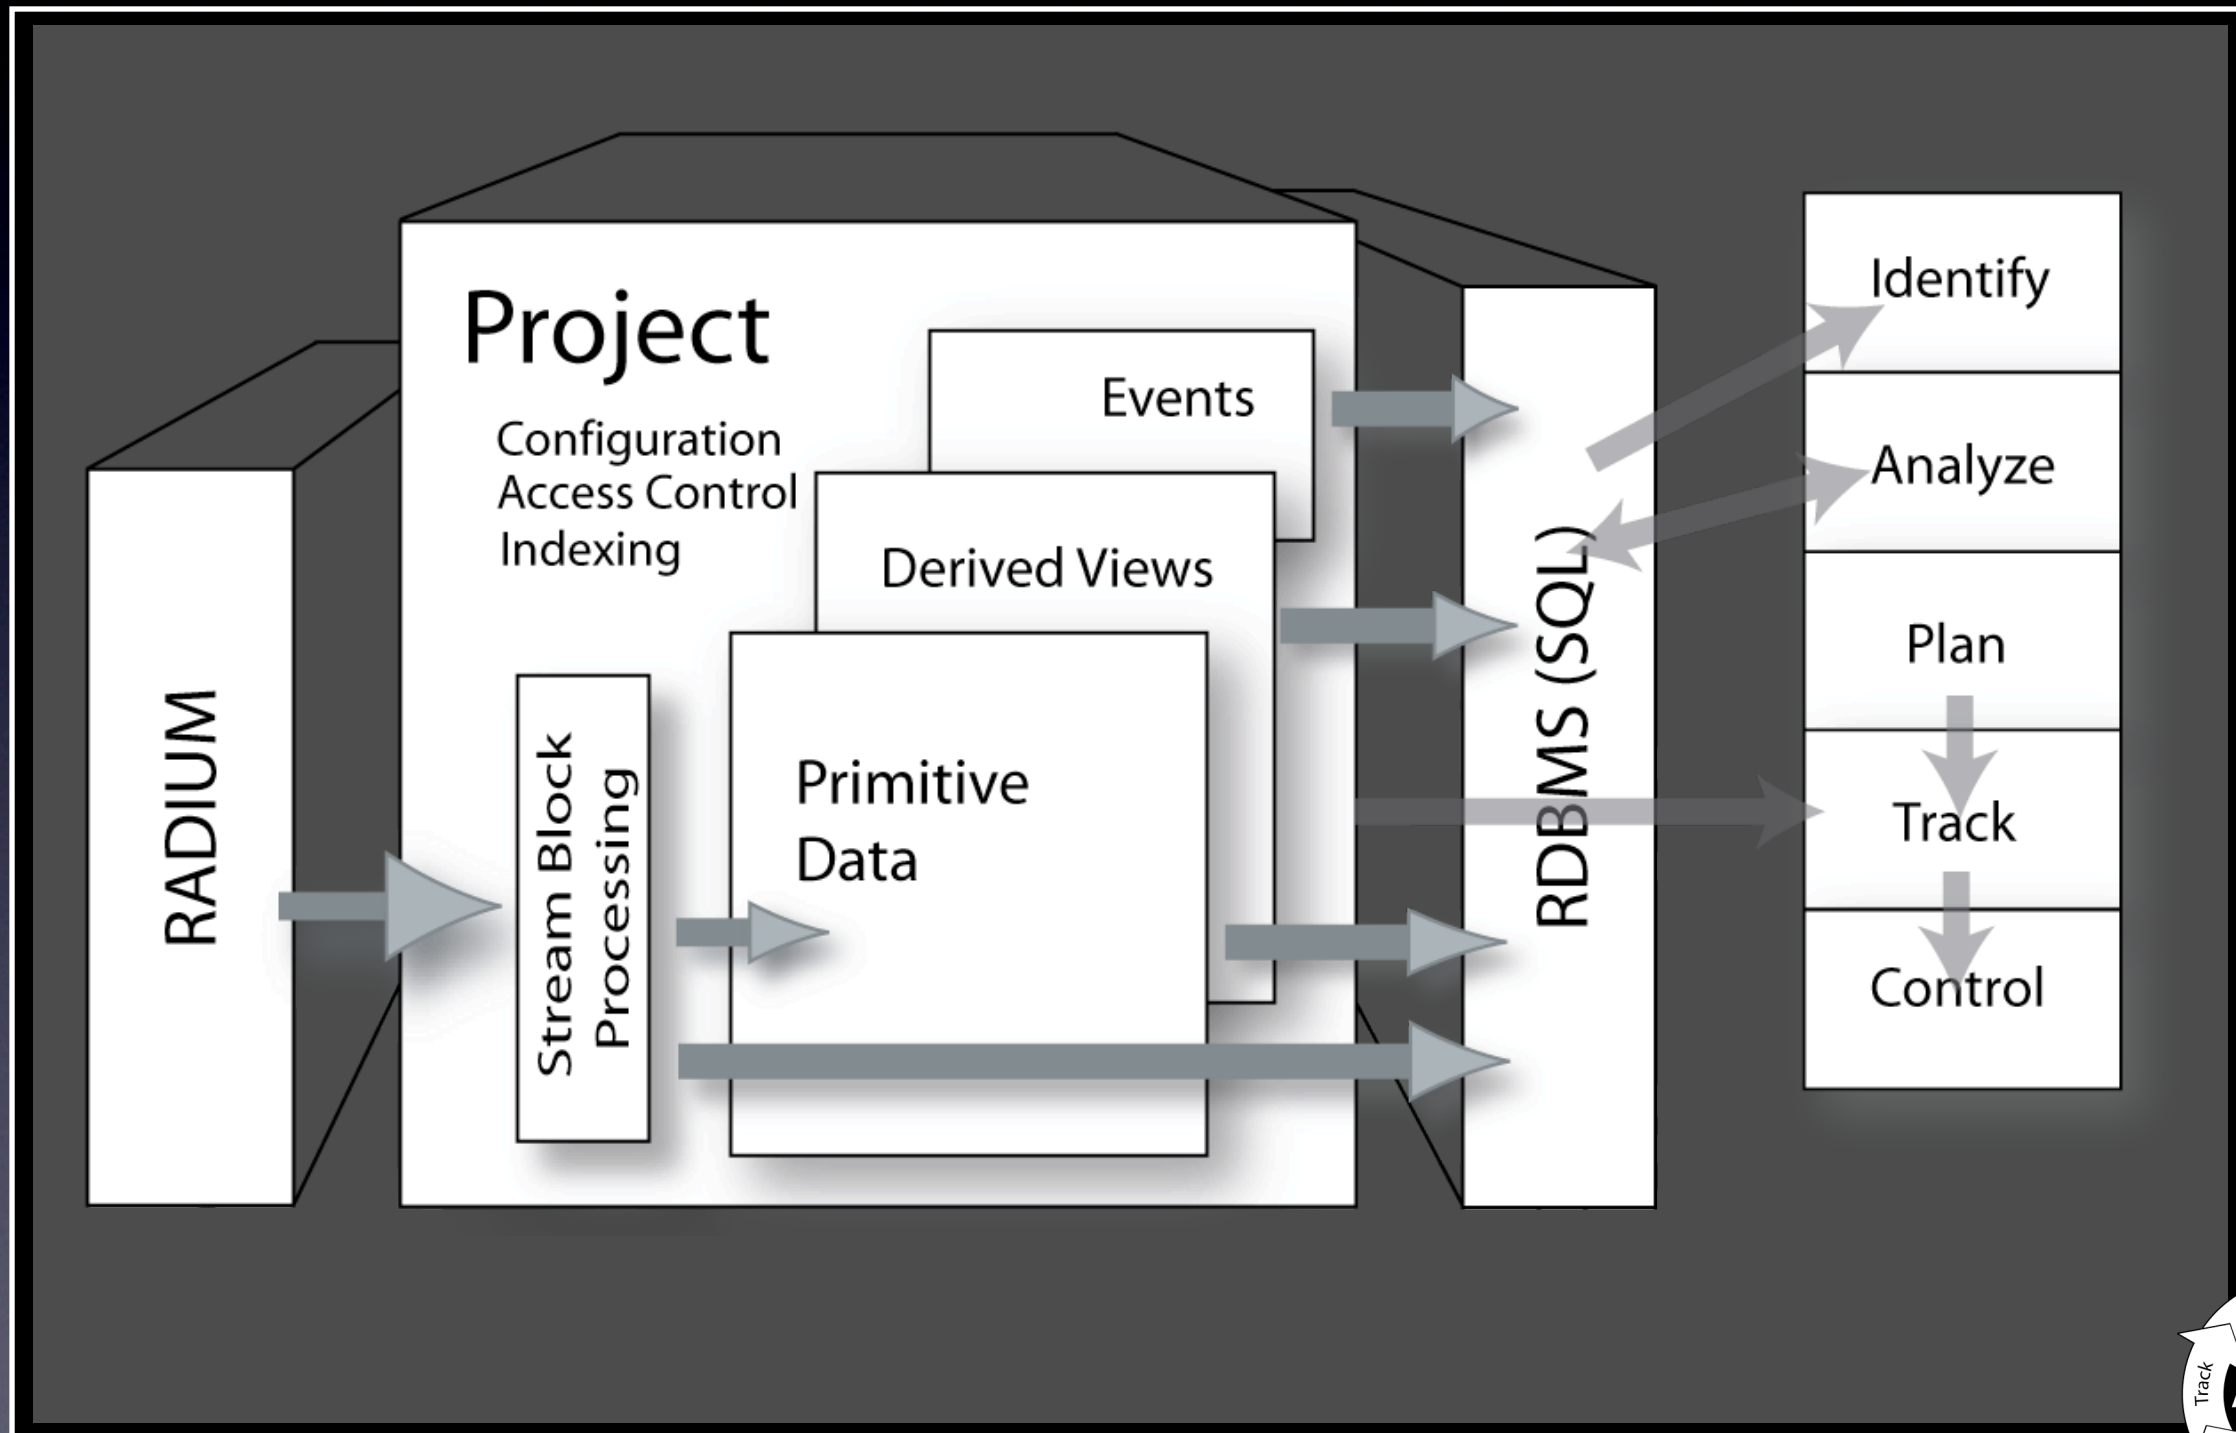 Project
Configuration
Access Control
Indexing
Events
Derived Views
Primitive
Data
Stream Block
Processing
RADIUM
RDBMS (SQL)
Identify
Analyze
Plan
Track
Control
Track